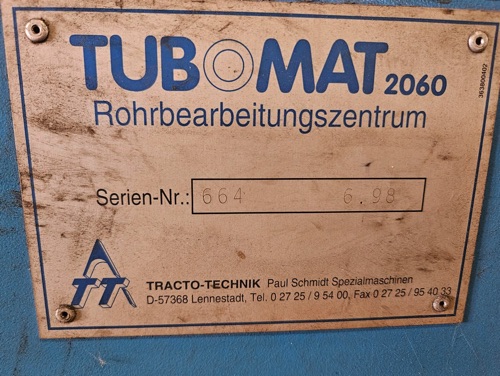 TUBOMAT 2060
Rohrbearbeitungszentrum
363800402
Serien-Nr.: 664 6.98
TT
TRACTO-TECHNIK Paul Schmidt Spezialmaschinen
D-57368 Lennestadt, Tel. 0 27 25 / 9 54 00, Fax 0 27 25 / 95 40 33